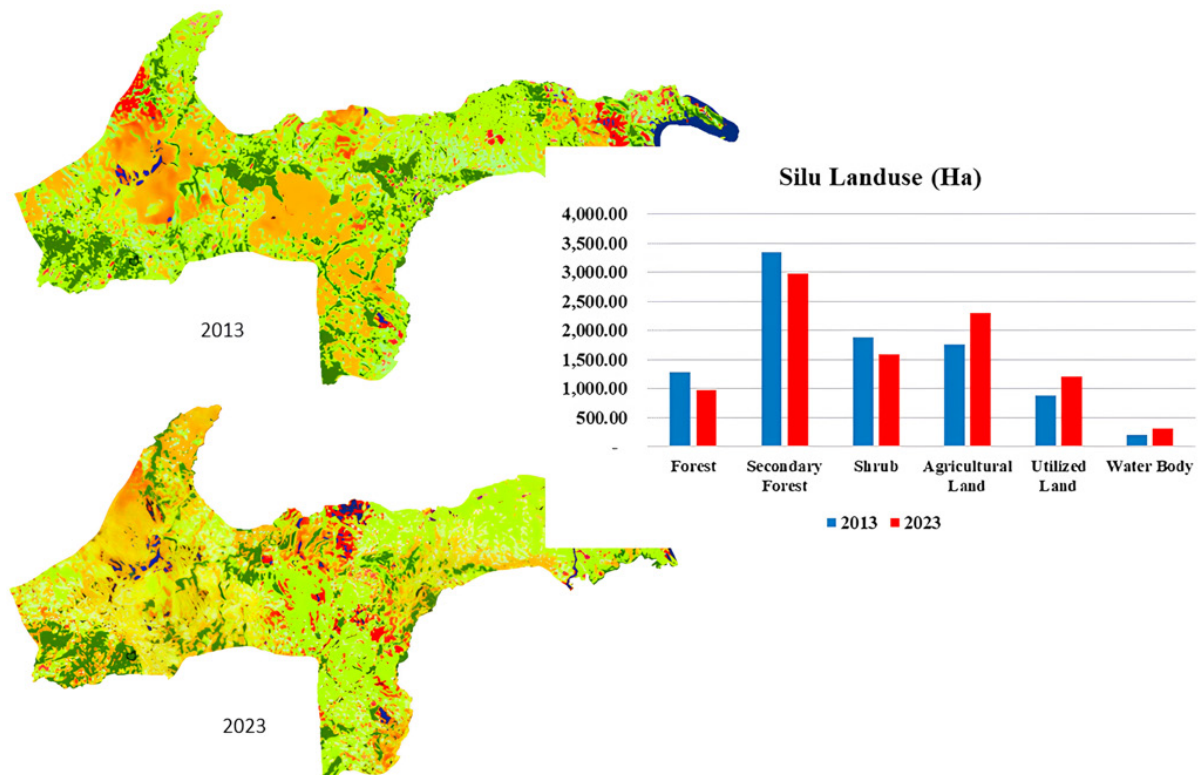 2013
Silu Landuse (Ha)
4,000.00
3,500.00
3,000.00
2,500.00
2,000.00
1,500.00
1,000.00
500.00
-
Forest
Secondary
Forest
Shrub
Agricultural
Land
Utilized
Land
Water Body
2013 2023
2023